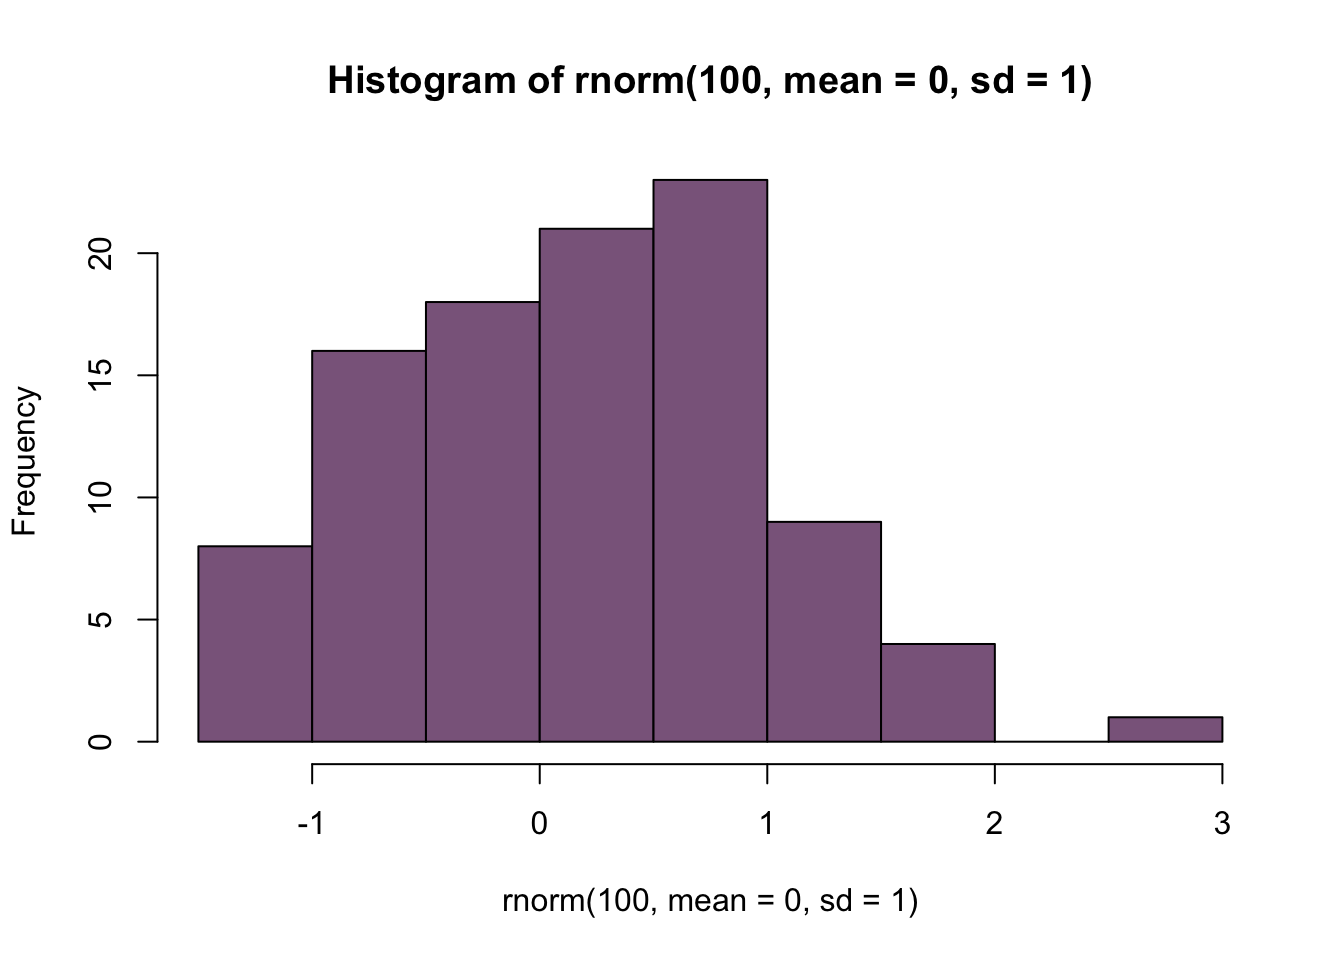 Histogram of rnorm(100, mean = 0, sd = 1)
Frequency
20
15
10
5
0
-1 0 1 2 3
rnorm(100, mean = 0, sd = 1)